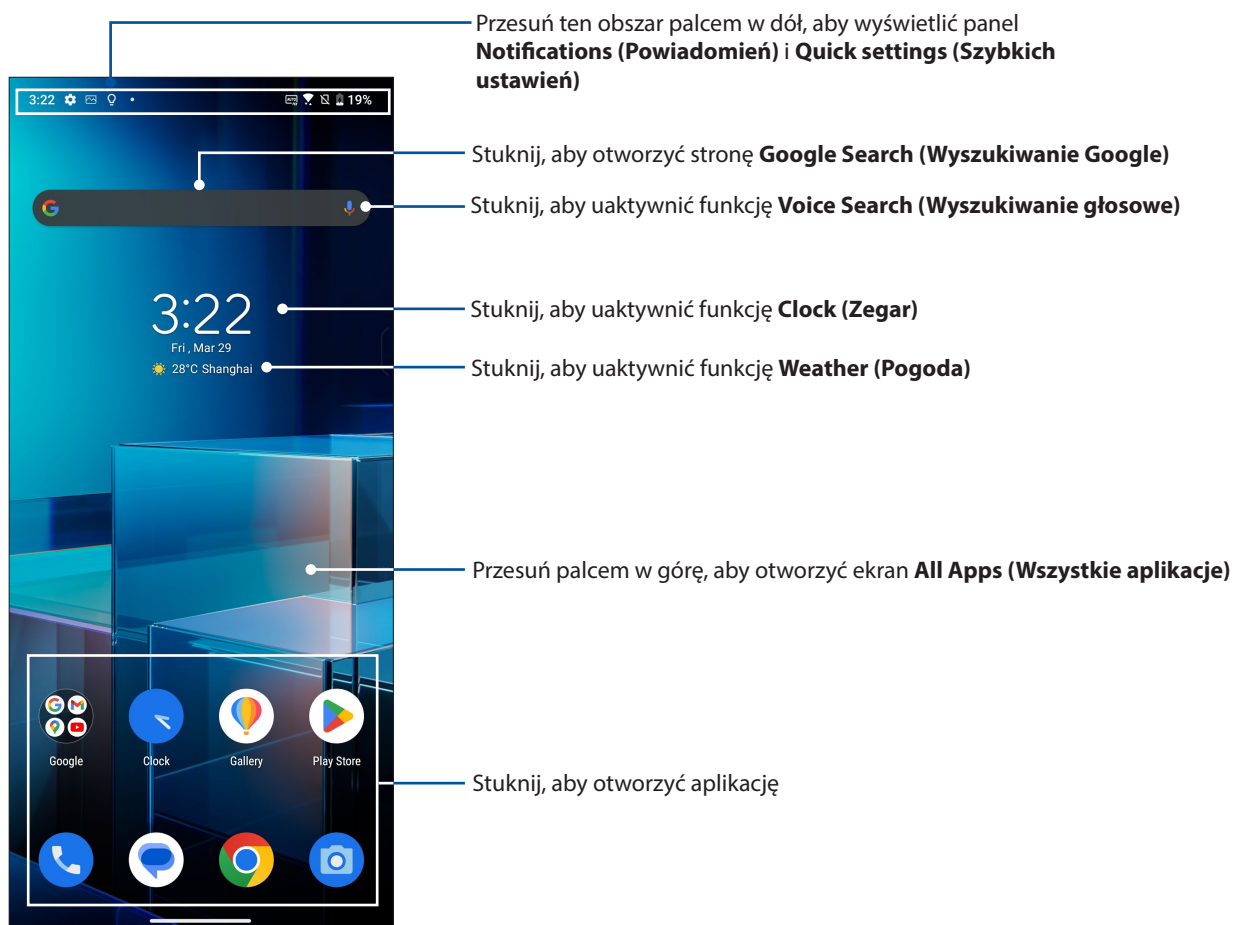 Przesuń ten obszar palcem w dół, aby wyświetlić panel
Notifications (Powiadomień) i Quick settings (Szybkich
ustawień)
3:22
19%
Stuknij, aby otworzyć stronę Google Search (Wyszukiwanie Google)
Stuknij, aby uaktywnić funkcję Voice Search (Wyszukiwanie głosowe)
3:22
Fri , Mar 29
28°C Shanghai
Stuknij, aby uaktywnić funkcję Clock (Zegar)
Stuknij, aby uaktywnić funkcję Weather (Pogoda)
Przesuń palcem w górę, aby otworzyć ekran All Apps (Wszystkie aplikacje)
Google Clock Gallery Play Store
Stuknij, aby otworzyć aplikację